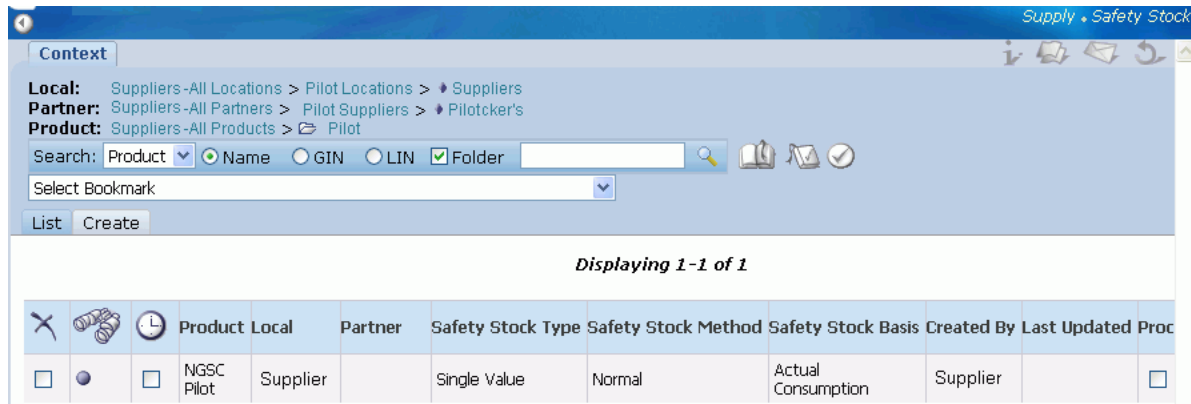 Supply • Safety Stock
Context
Local: Suppliers-All Locations > Pilot Locations > Suppliers
Partner: Suppliers-All Partners > Pilot Suppliers > Pilotcker's
Product: Suppliers-All Products > Pilot
Search: Product Name GIN LIN Folder
Select Bookmark
List Create
Displaying 1-1 of 1
Product Local Partner Safety Stock Type Safety Stock Method Safety Stock Basis Created By Last Updated Proc
NGSC Pilot Supplier Single Value Normal Actual Consumption Supplier